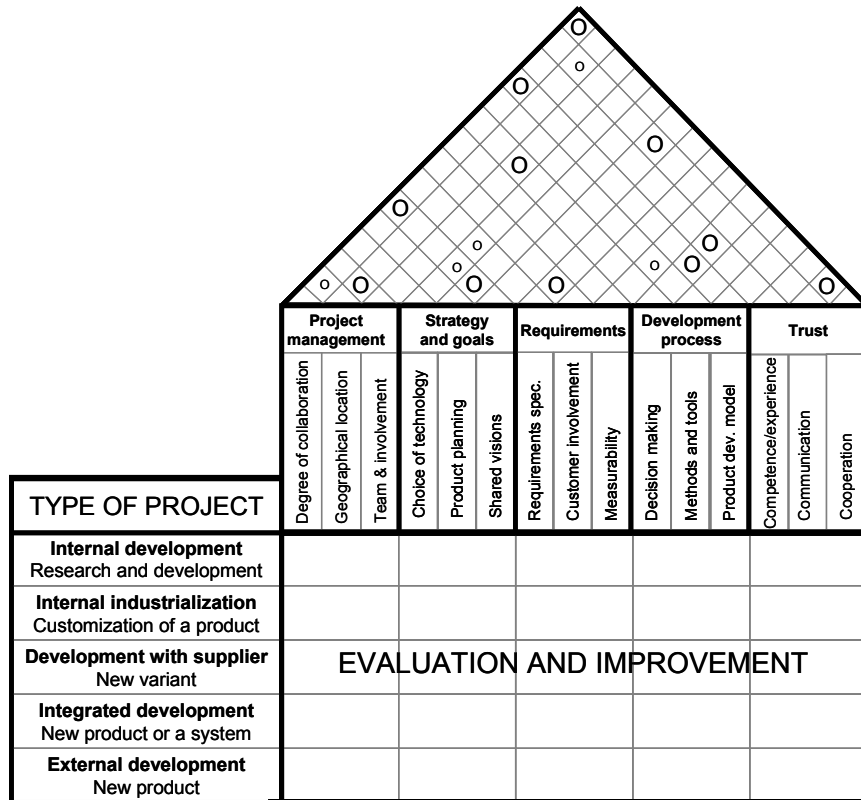 O
o
O
O
O
O
O
o
o
o
O
o
O
O
O
O
Project
management
Strategy
and goals
Requirements
Development
process
Trust
Degree of collaboration
Geographical location
Team & involvement
Choice of technology
Product planning
Shared visions
Requirements spec.
Customer involvement
Measurability
Decision making
Methods and tools
Product dev. model
Competence/experience
Communication
Cooperation
TYPE OF PROJECT
Internal development
Research and development
Internal industrialization
Customization of a product
Development with supplier
New variant
EVALUATION AND IMPROVEMENT
Integrated development
New product or a system
External development
New product